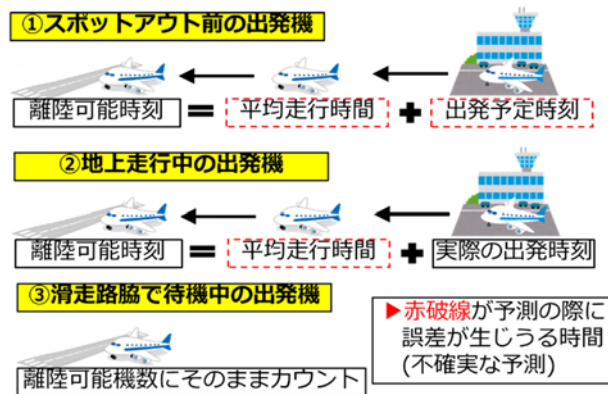 ①スポットアウト前の出発機
離陸可能時刻 = 平均走行時間 + 出発予定時刻
②地上走行中の出発機
離陸可能時刻 = 平均走行時間 + 実際の出発時刻
③滑走路脇で待機中の出発機
離陸可能機数にそのままカウント
▶赤破線が予測の際に
誤差が生じうる時間
(不確実な予測)